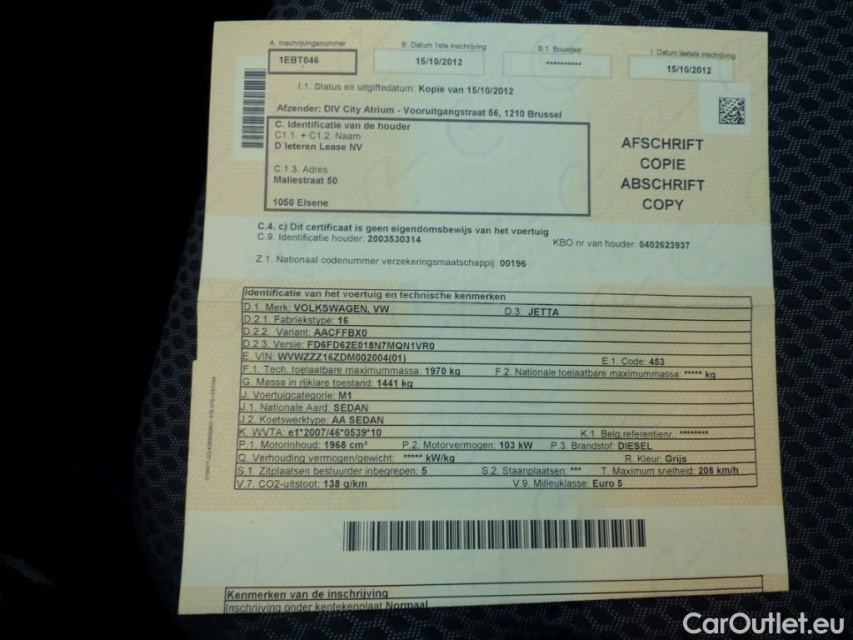 A. Inschrijvingsnummer B. Datum 1ste inschrijving B.1. Bouwjaar I. Datum laatste inschrijving
1EBT046 15/10/2012 ********** 15/10/2012
I.1. Status en uitgiftedatum: Kopie van 15/10/2012
Afzender: DIV City Atrium - Vooruitgangstraat 56, 1210 Brussel
C. Identificatie van de houder
C1.1. + C1.2. Naam
D'Ieteren Lease NV
C.1.3. Adres
Maliestraat 50
1050 Elsene
AFSCHRIFT
COPIE
ABSCHRIFT
COPY
C.4. c) Dit certificaat is geen eigendomsbewijs van het voertuig
C.9. Identificatie houder: 2003530314 KBO nr van houder: 0402623937
Z.1. Nationaal codenummer verzekeringsmaatschappij: 00196
Identificatie van het voertuig en technische kenmerken
D.1. Merk: VOLKSWAGEN, VW D.3. JETTA
D.2.1. Fabriekstype: 16
D.2.2. Variant: AACFFBX0
D.2.3. Versie: FD6FD62E018N7MQN1VR0
E. VIN: WVWZZZ16ZDM002004(01) E.1. Code: 453
F.1. Tech. toelaatbare maximummassa: 1970 kg F.2. Nationale toelaatbare maximummassa: ***** kg
G. Massa in rijklare toestand: 1441 kg
J. Voertuigcategorie: M1
J.1. Nationale Aard: SEDAN
J.2. Koetswerktype: AA SEDAN
K. WVTA: e1*2007/46*0539*10 K.1. Belg.referentienr.: ********
P.1. Motorinhoud: 1968 cm³ P.2. Motorvermogen: 103 kW P.3. Brandstof: DIESEL
Q. Verhouding vermogen/gewicht: ***** kW/kg R. Kleur: Grijs
S.1. Zitplaatsen bestuurder inbegrepen: 5 S.2. Staanplaatsen: *** T. Maximum snelheid: 208 km/h
V.7. CO2-uitstoot: 138 g/km V.9. Milieuklasse: Euro 5
Kenmerken van de inschrijving
Inschrijving onder kentekenplaat Normaal
CarOutlet.eu